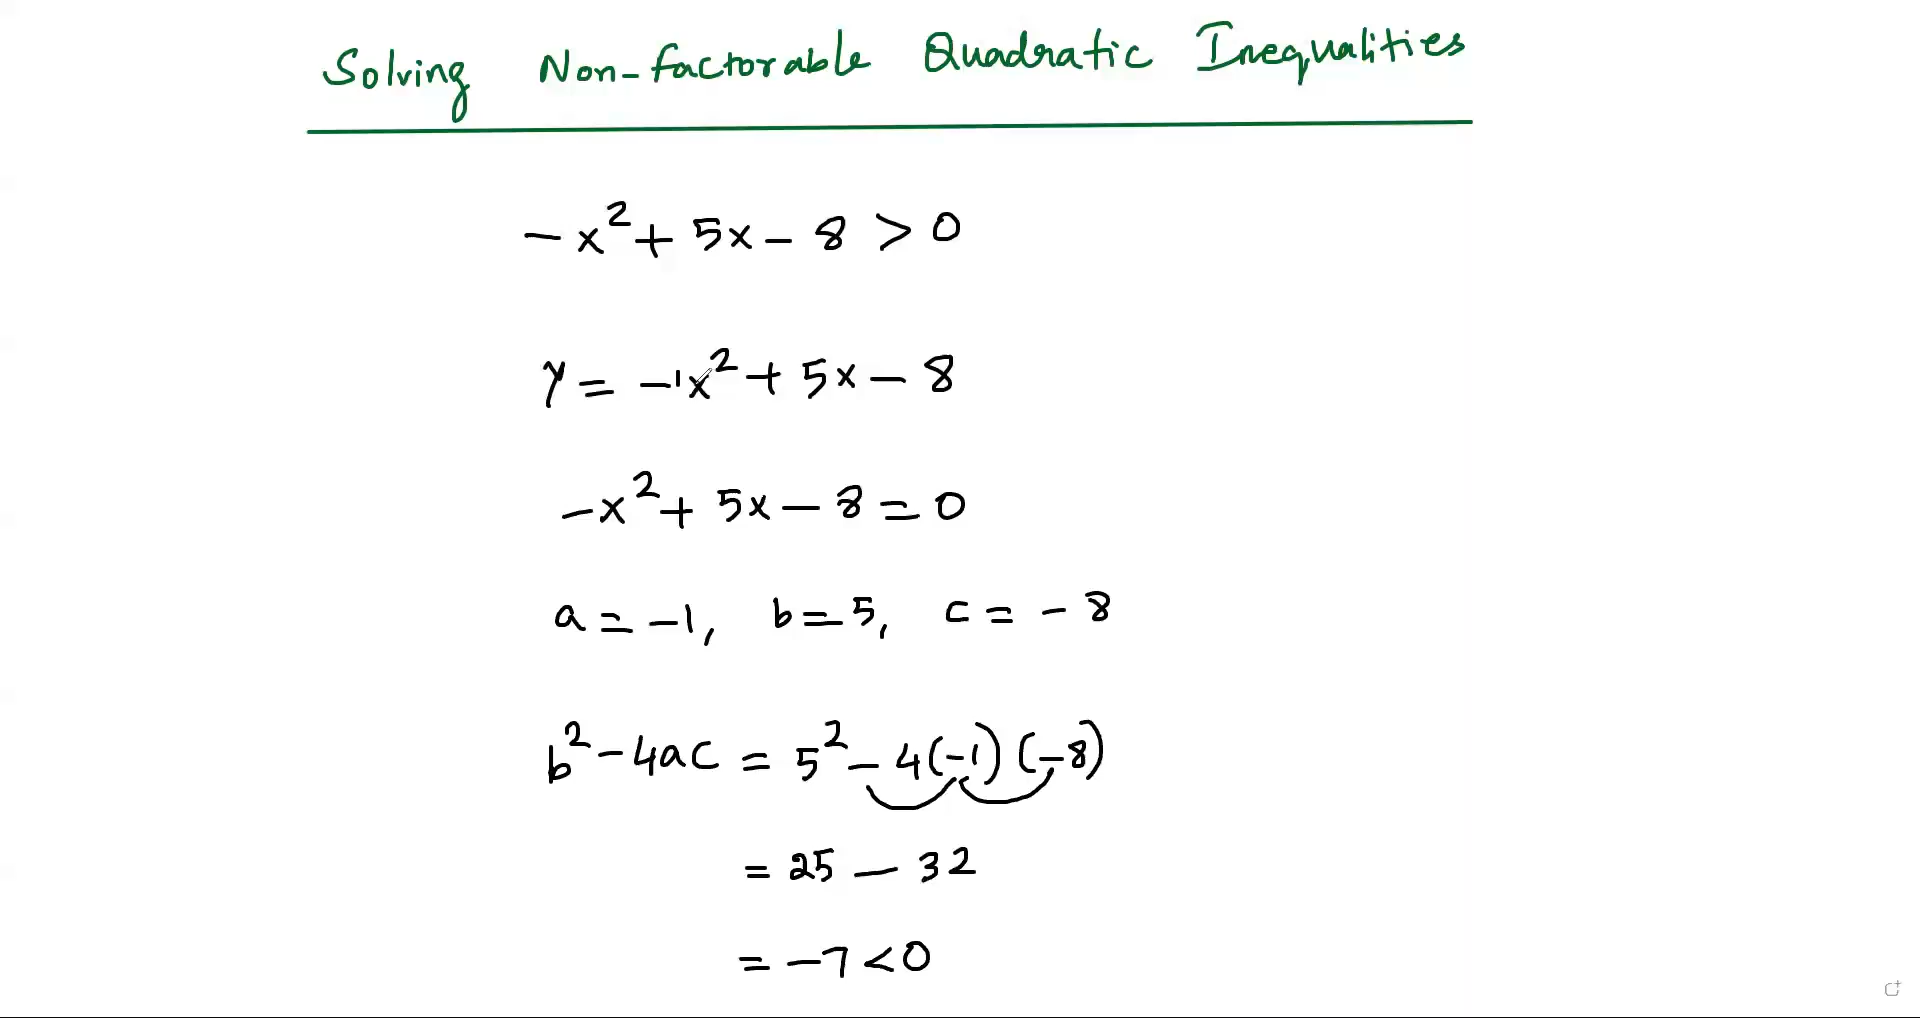 Solving Non-factorable Quadratic Inequalities
-x² + 5x - 8 > 0
y = -1x² + 5x - 8
-x² + 5x - 8 = 0
a = -1, b = 5, c = -8
b² - 4ac = 5² - 4(-1)(-8)
= 25 - 32
= -7 < 0